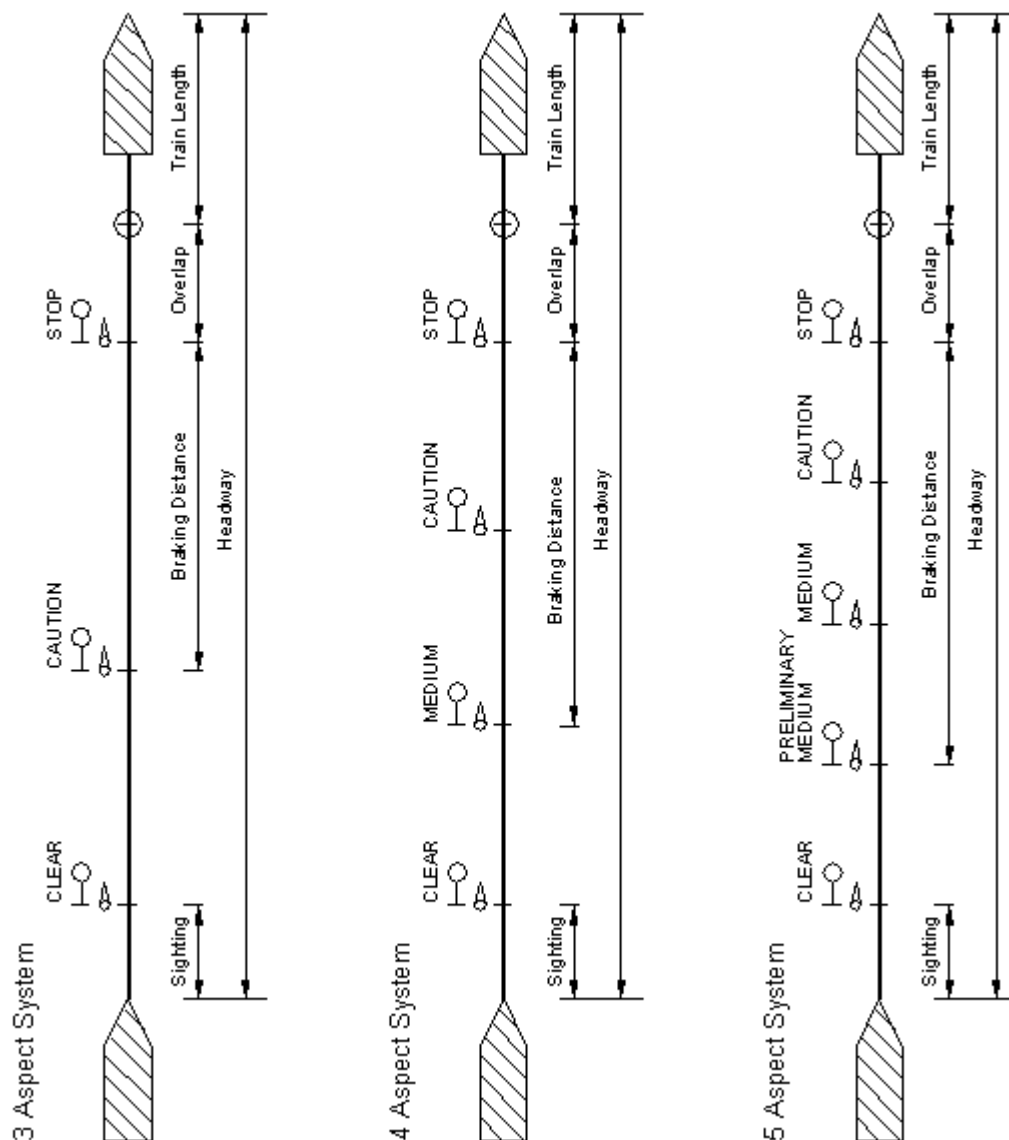 3 Aspect System
CLEAR
CAUTION
STOP
Sighting
Braking Distance
Overlap
Train Length
Headway
4 Aspect System
CLEAR
MEDIUM
CAUTION
STOP
Sighting
Braking Distance
Overlap
Train Length
Headway
5 Aspect System
CLEAR
PRELIMINARY
MEDIUM
MEDIUM
CAUTION
STOP
Sighting
Braking Distance
Overlap
Train Length
Headway